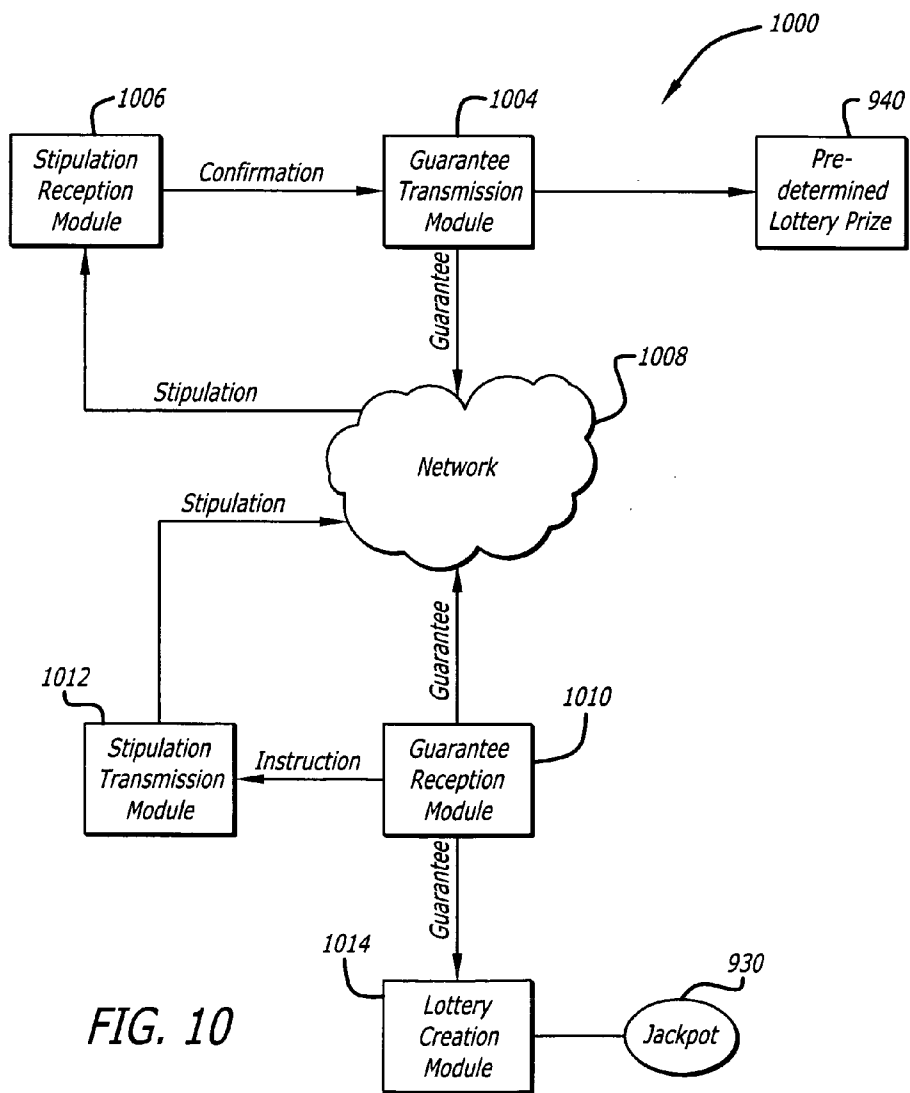 1000
1006
1004
940
Stipulation
Reception
Module
Confirmation
Guarantee
Transmission
Module
Pre-
determined
Lottery Prize
Guarantee
1008
Stipulation
Network
Stipulation
Guarantee
1012
1010
Stipulation
Transmission
Module
Instruction
Guarantee
Reception
Module
Guarantee
1014
930
Lottery
Creation
Module
Jackpot
FIG. 10